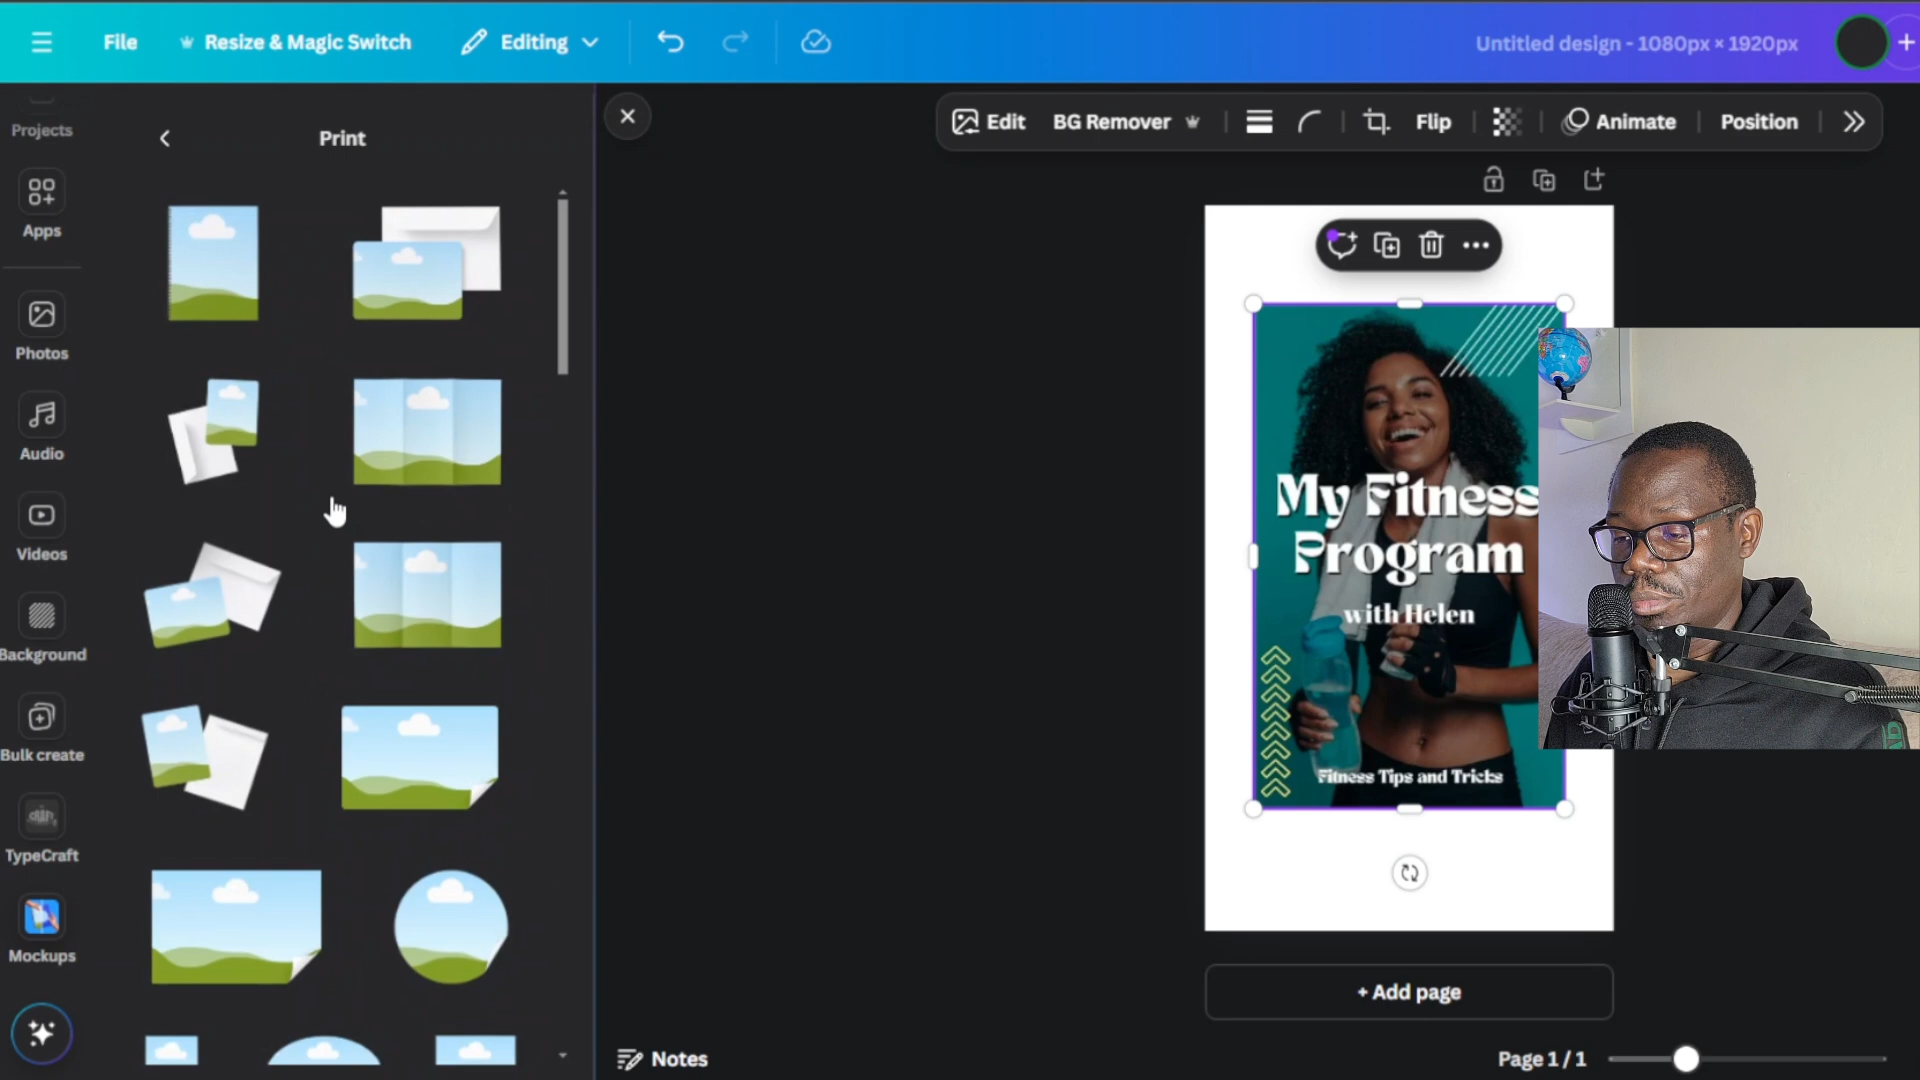 File
Resize & Magic Switch
Editing
Untitled design - 1080px × 1920px
Projects
Print
Edit
BG Remover
Flip
Animate
Position
Apps
Photos
Audio
Videos
Background
Bulk create
TypeCraft
Mockups
My Fitness
Program
with Helen
Fitness Tips and Tricks
+ Add page
Notes
Page 1 / 1